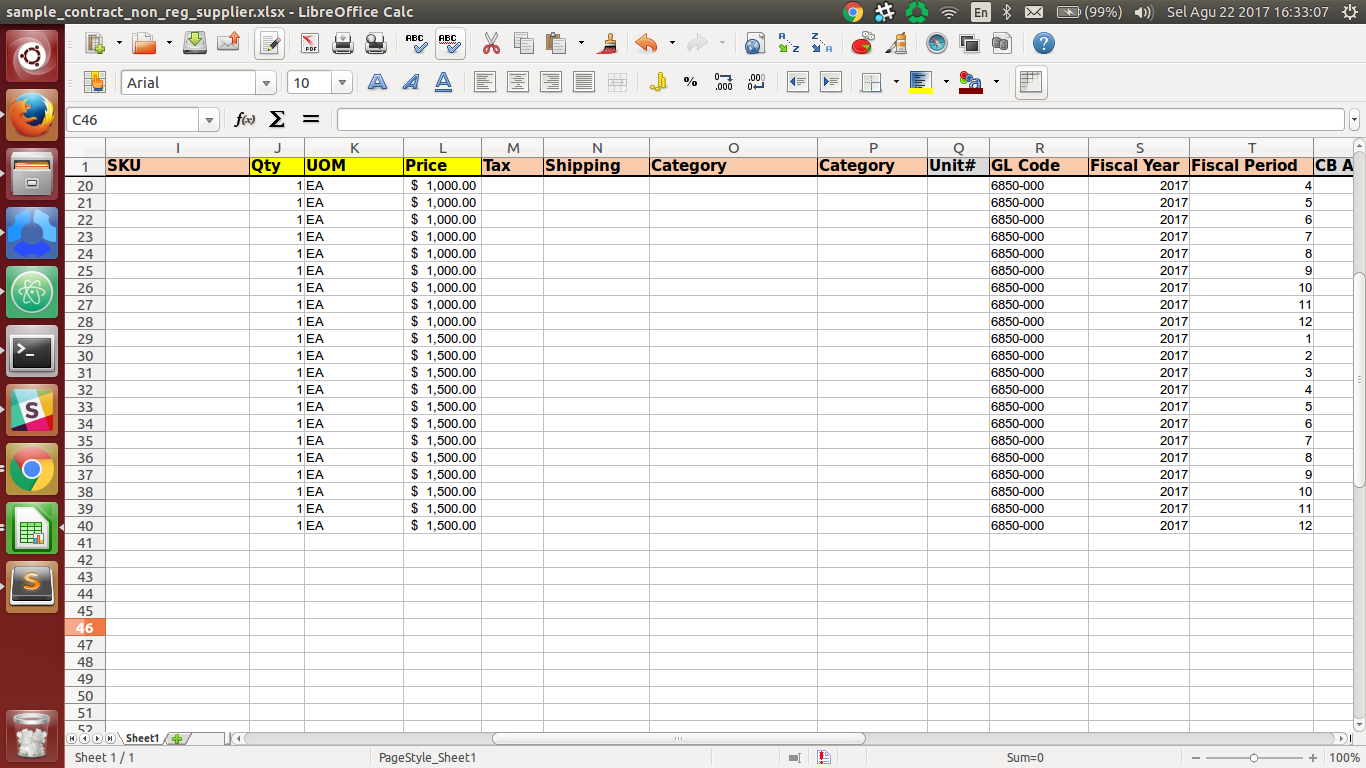 sample_contract_non_reg_supplier.xlsx - LibreOffice Calc En (99%) Sel Agu 22 2017 16:33:07
Arial 10
C46
I J K L M N O P Q R S T
1 SKU Qty UOM Price Tax Shipping Category Category Unit# GL Code Fiscal Year Fiscal Period CB A
20 1 EA $ 1,000.00 6850-000 2017 4
21 1 EA $ 1,000.00 6850-000 2017 5
22 1 EA $ 1,000.00 6850-000 2017 6
23 1 EA $ 1,000.00 6850-000 2017 7
24 1 EA $ 1,000.00 6850-000 2017 8
25 1 EA $ 1,000.00 6850-000 2017 9
26 1 EA $ 1,000.00 6850-000 2017 10
27 1 EA $ 1,000.00 6850-000 2017 11
28 1 EA $ 1,000.00 6850-000 2017 12
29 1 EA $ 1,500.00 6850-000 2017 1
30 1 EA $ 1,500.00 6850-000 2017 2
31 1 EA $ 1,500.00 6850-000 2017 3
32 1 EA $ 1,500.00 6850-000 2017 4
33 1 EA $ 1,500.00 6850-000 2017 5
34 1 EA $ 1,500.00 6850-000 2017 6
35 1 EA $ 1,500.00 6850-000 2017 7
36 1 EA $ 1,500.00 6850-000 2017 8
37 1 EA $ 1,500.00 6850-000 2017 9
38 1 EA $ 1,500.00 6850-000 2017 10
39 1 EA $ 1,500.00 6850-000 2017 11
40 1 EA $ 1,500.00 6850-000 2017 12
41
42
43
44
45
46
47
48
49
50
51
52
Sheet1
Sheet 1 / 1 PageStyle_Sheet1 Sum=0 100%